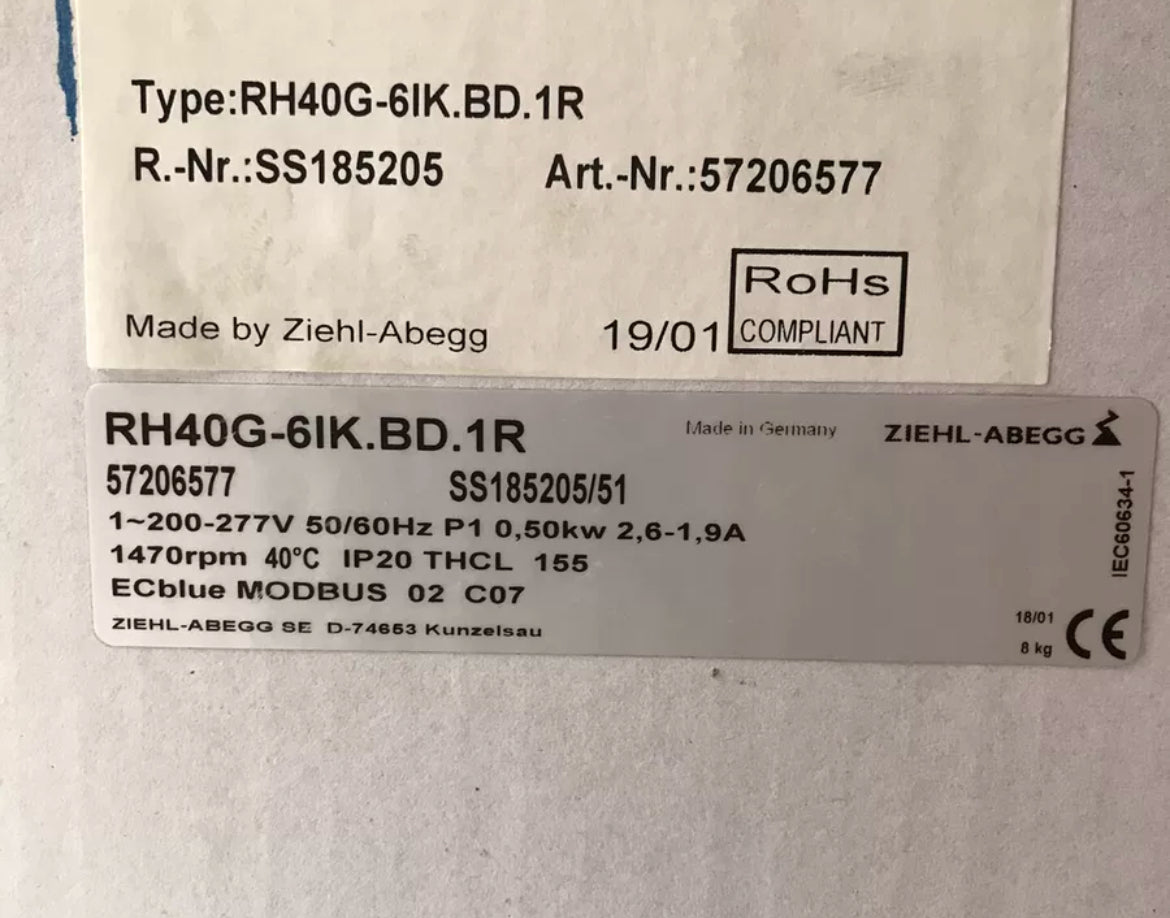 Type:RH40G-6IK.BD.1R
R.-Nr.:SS185205 Art.-Nr.:57206577
RoHs
COMPLIANT
Made by Ziehl-Abegg 19/01
RH40G-6IK.BD.1R Made in Germany ZIEHL-ABEGG
57206577 SS185205/51
1~200-277V 50/60Hz P1 0,50kw 2,6-1,9A
1470rpm 40°C IP20 THCL 155
ECblue MODBUS 02 C07
ZIEHL-ABEGG SE D-74653 Kunzelsau
IEC60634-1
18/01
8 kg CE